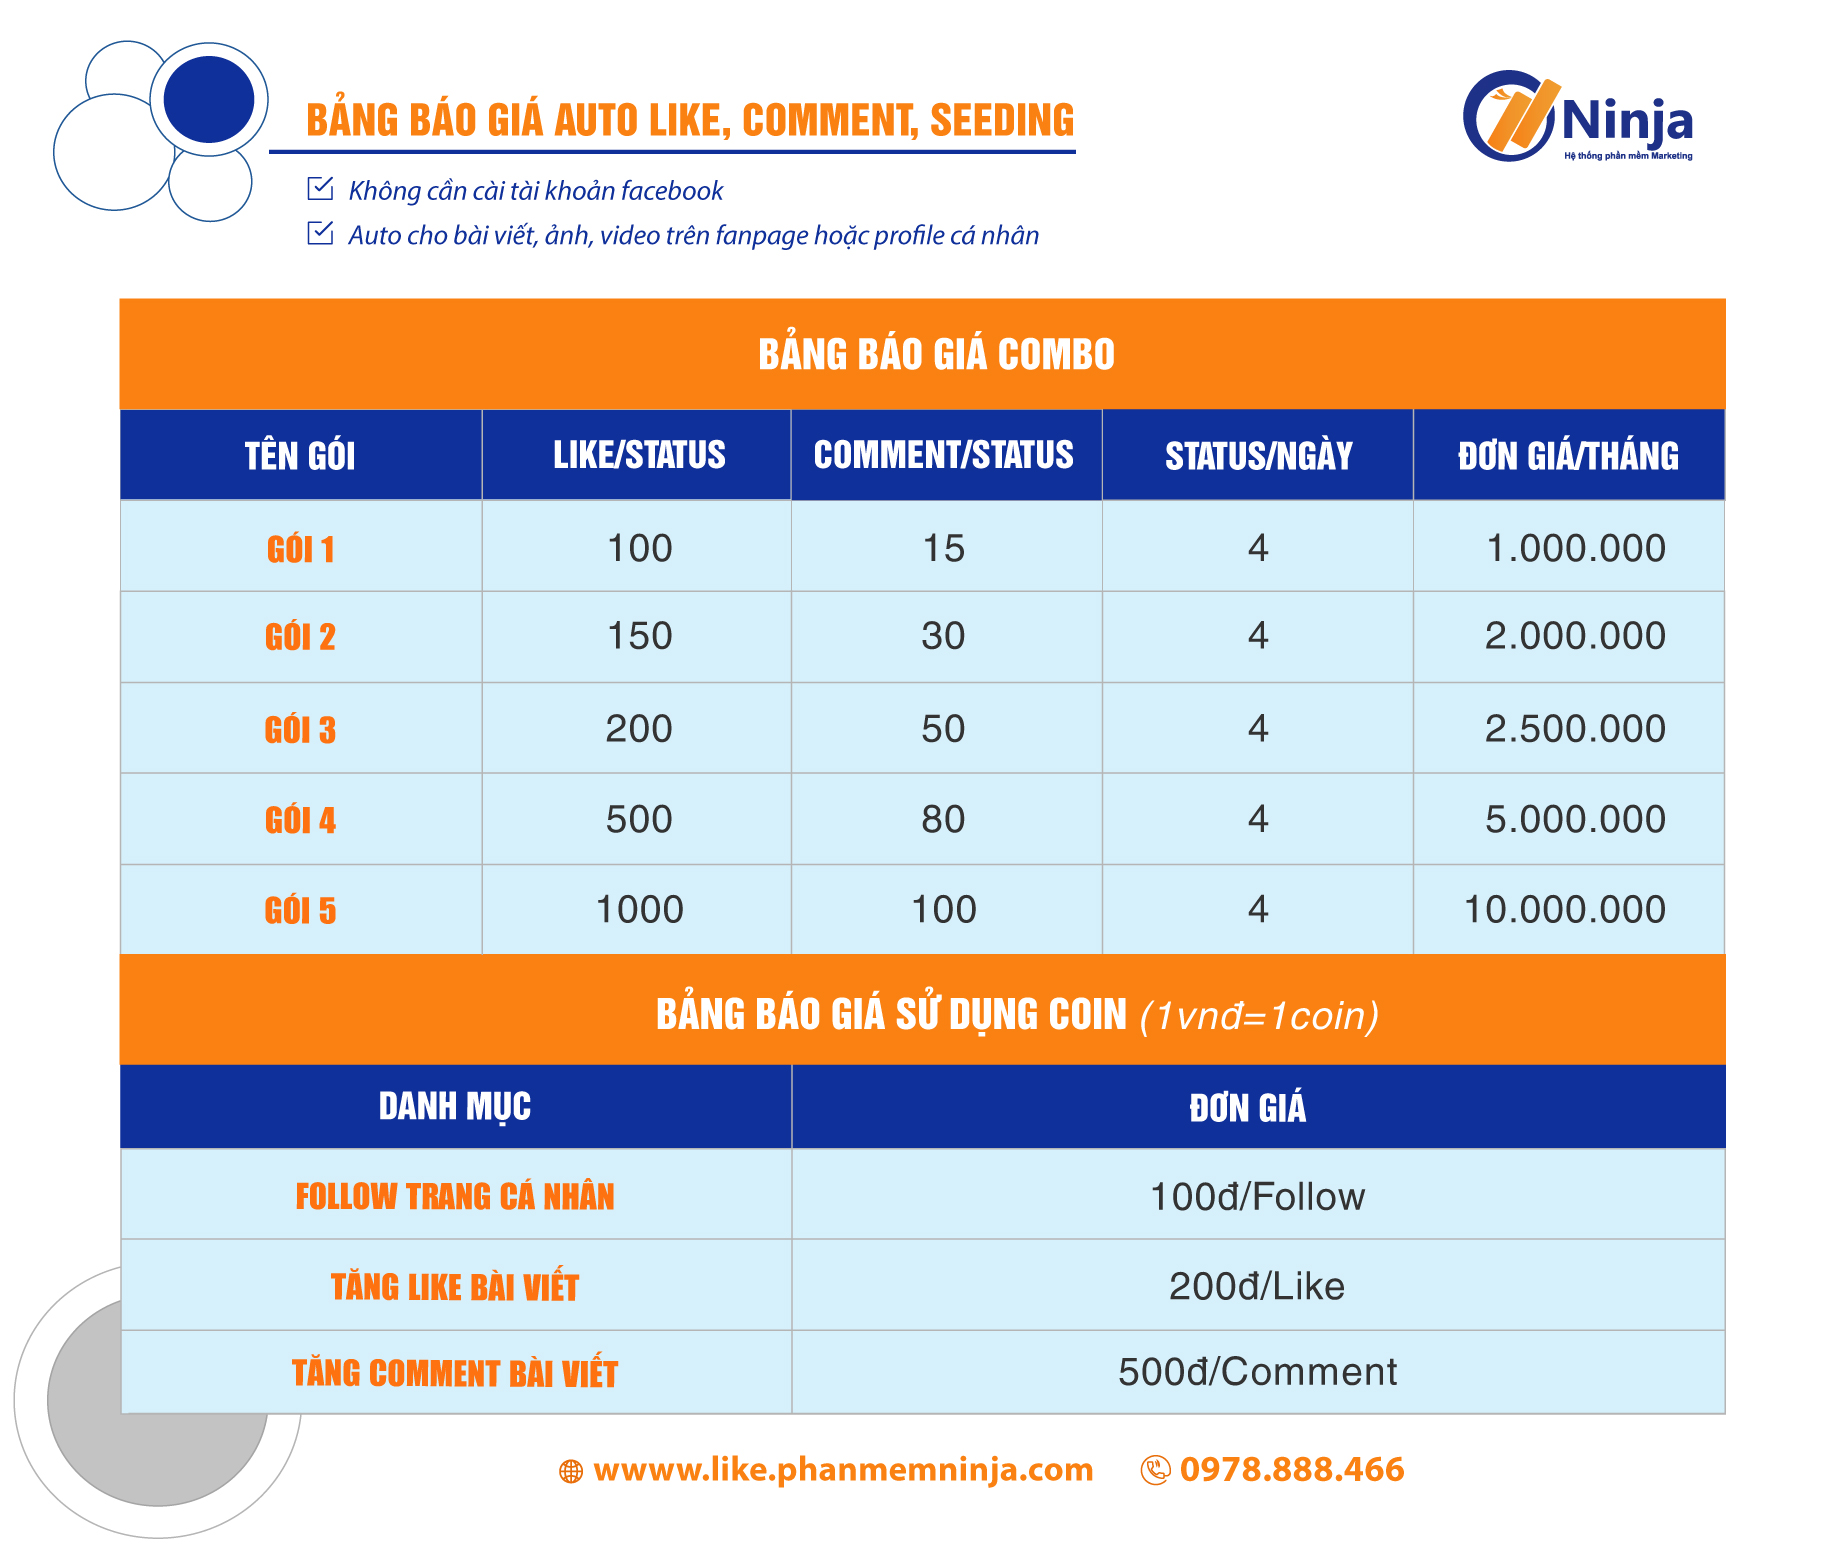 BẢNG BÁO GIÁ AUTO LIKE, COMMENT, SEEDING
Ninja
Hệ thống phần mềm Marketing
Không cần cài tài khoản facebook
Auto cho bài viết, ảnh, video trên fanpage hoặc profile cá nhân
BẢNG BÁO GIÁ COMBO
TÊN GÓI LIKE/STATUS COMMENT/STATUS STATUS/NGÀY ĐƠN GIÁ/THÁNG
GÓI 1 100 15 4 1.000.000
GÓI 2 150 30 4 2.000.000
GÓI 3 200 50 4 2.500.000
GÓI 4 500 80 4 5.000.000
GÓI 5 1000 100 4 10.000.000
BẢNG BÁO GIÁ SỬ DỤNG COIN (1vnđ=1coin)
DANH MỤC ĐƠN GIÁ
FOLLOW TRANG CÁ NHÂN 100đ/Follow
TĂNG LIKE BÀI VIẾT 200đ/Like
TĂNG COMMENT BÀI VIẾT 500đ/Comment
wwww.like.phanmemninja.com 0978.888.466